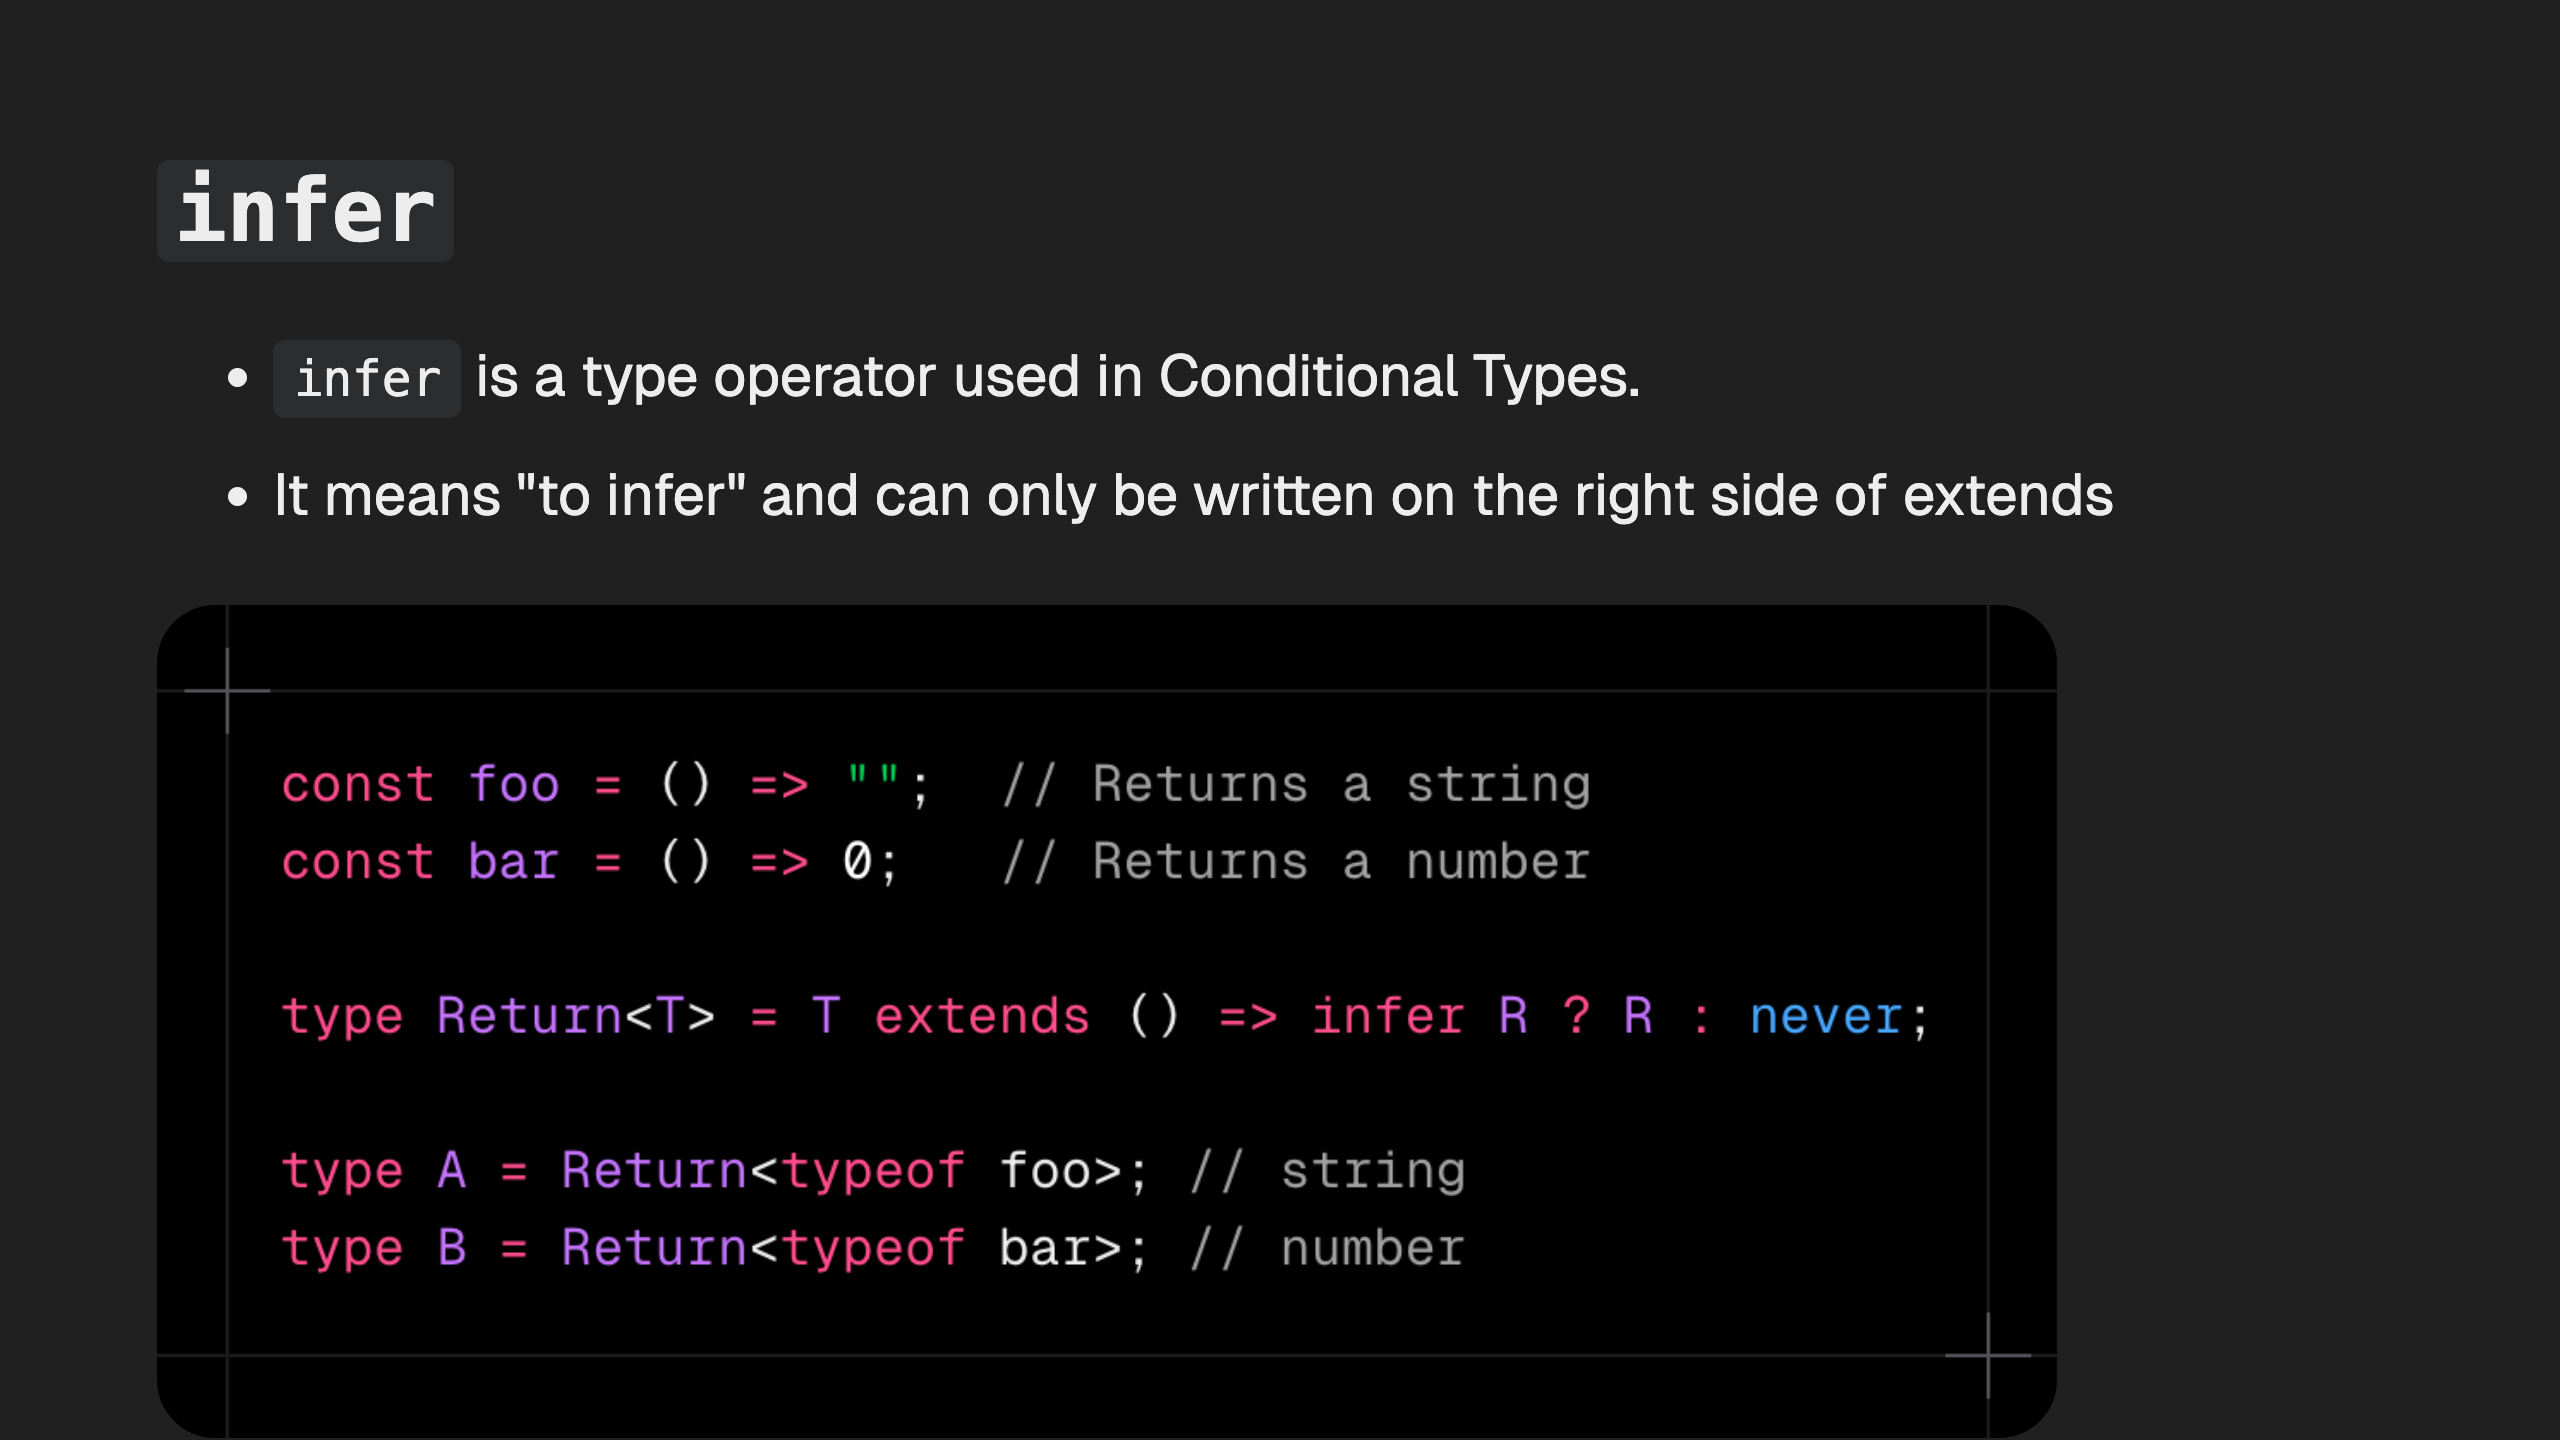 infer
• infer is a type operator used in Conditional Types.
• It means "to infer" and can only be written on the right side of extends
const foo = () => "";  // Returns a string
const bar = () => 0;   // Returns a number
type Return<T> = T extends () => infer R ? R : never;
type A = Return<typeof foo>; // string
type B = Return<typeof bar>; // number